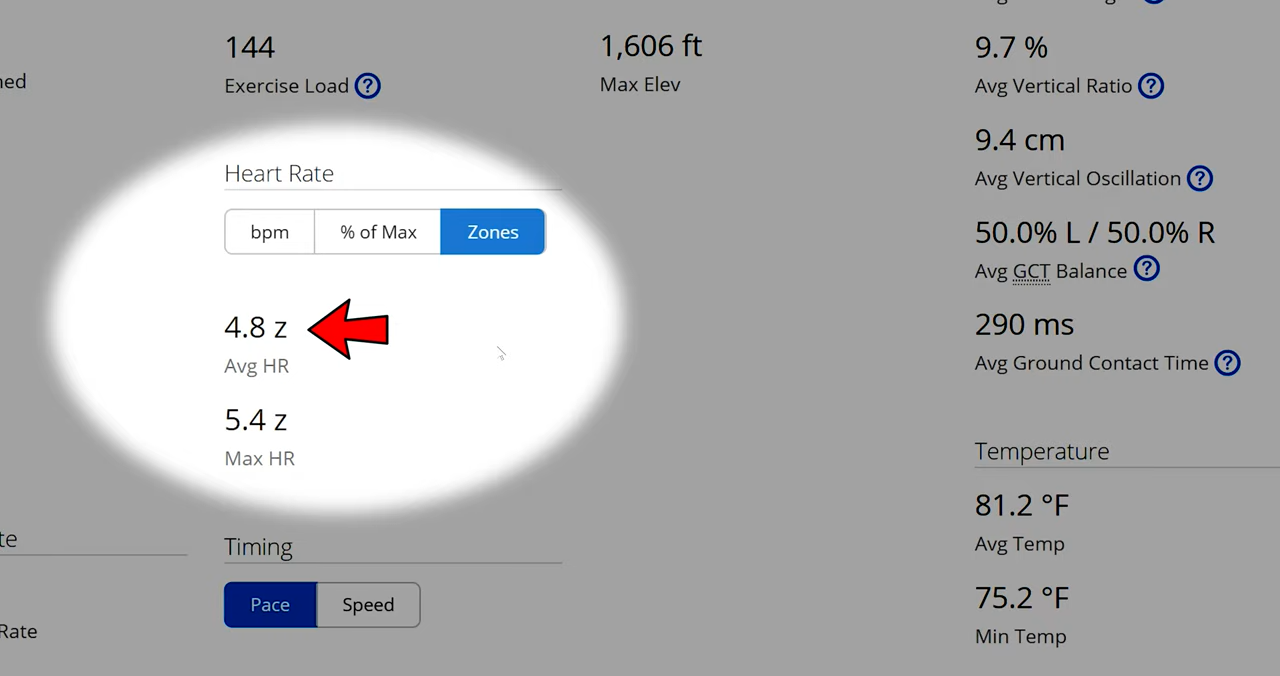 144
Exercise Load ?
1,606 ft
Max Elev
9.7 %
Avg Vertical Ratio ?
9.4 cm
Avg Vertical Oscillation ?
50.0% L / 50.0% R
Avg GCT Balance ?
290 ms
Avg Ground Contact Time ?
Heart Rate
bpm
% of Max
Zones
4.8 z
Avg HR
5.4 z
Max HR
Timing
Pace
Speed
Rate
Temperature
81.2 °F
Avg Temp
75.2 °F
Min Temp